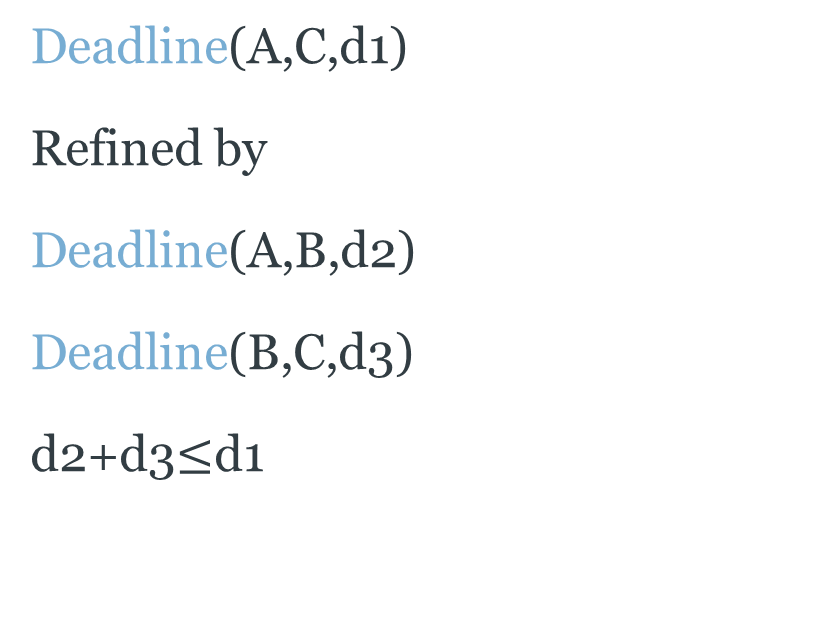 Deadline(A,C,d1)
Refined by
Deadline(A,B,d2)
Deadline(B,C,d3)
d2+d3≤d1